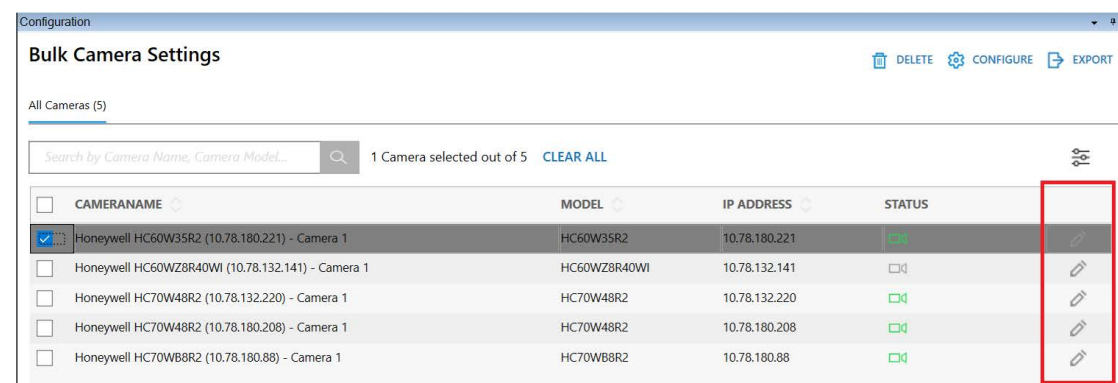 Configuration
Bulk Camera Settings
DELETE CONFIGURE EXPORT
All Cameras (5)
Search by Camera Name, Camera Model... 1 Camera selected out of 5 CLEAR ALL
CAMERANAME MODEL IP ADDRESS STATUS
Honeywell HC60W35R2 (10.78.180.221) - Camera 1 HC60W35R2 10.78.180.221
Honeywell HC60WZ8R40WI (10.78.132.141) - Camera 1 HC60WZ8R40WI 10.78.132.141
Honeywell HC70W48R2 (10.78.132.220) - Camera 1 HC70W48R2 10.78.132.220
Honeywell HC70W48R2 (10.78.180.208) - Camera 1 HC70W48R2 10.78.180.208
Honeywell HC70WB8R2 (10.78.180.88) - Camera 1 HC70WB8R2 10.78.180.88